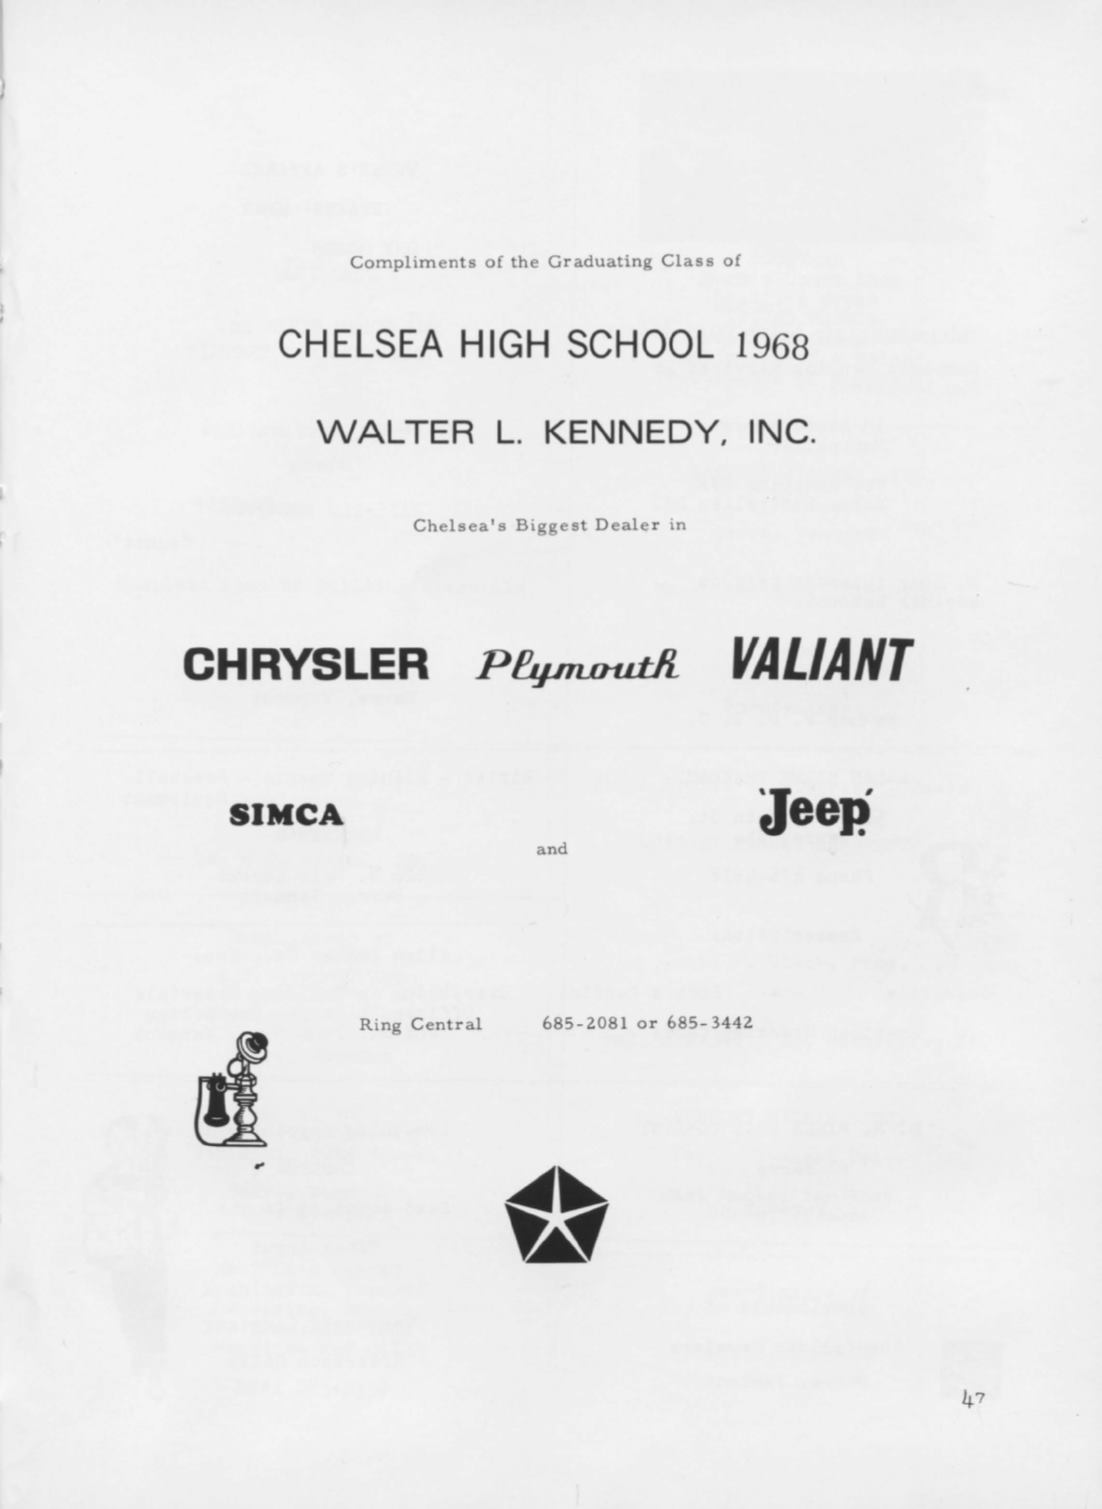 Compliments of the Graduating Class of
CHELSEA HIGH SCHOOL 1968
WALTER L. KENNEDY, INC.
Chelsea's Biggest Dealer in
CHRYSLER Plymouth VALIANT
SIMCA 'Jeep'
and
Ring Central 685-2081 or 685-3442
47